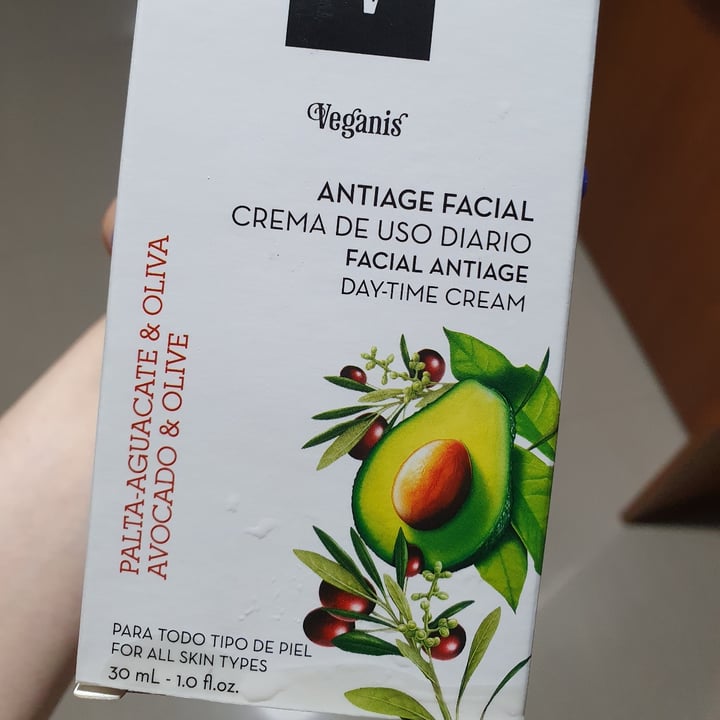 Veganis
ANTIAGE FACIAL
CREMA DE USO DIARIO
FACIAL ANTIAGE
DAY-TIME CREAM
PALTA-AGUACATE & OLIVA
AVOCADO & OLIVE
PARA TODO TIPO DE PIEL
FOR ALL SKIN TYPES
30 mL - 1.0 fl.oz.